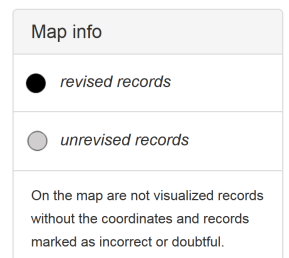 Map info
revised records
unrevised records
On the map are not visualized records
without the coordinates and records
marked as incorrect or doubtful.